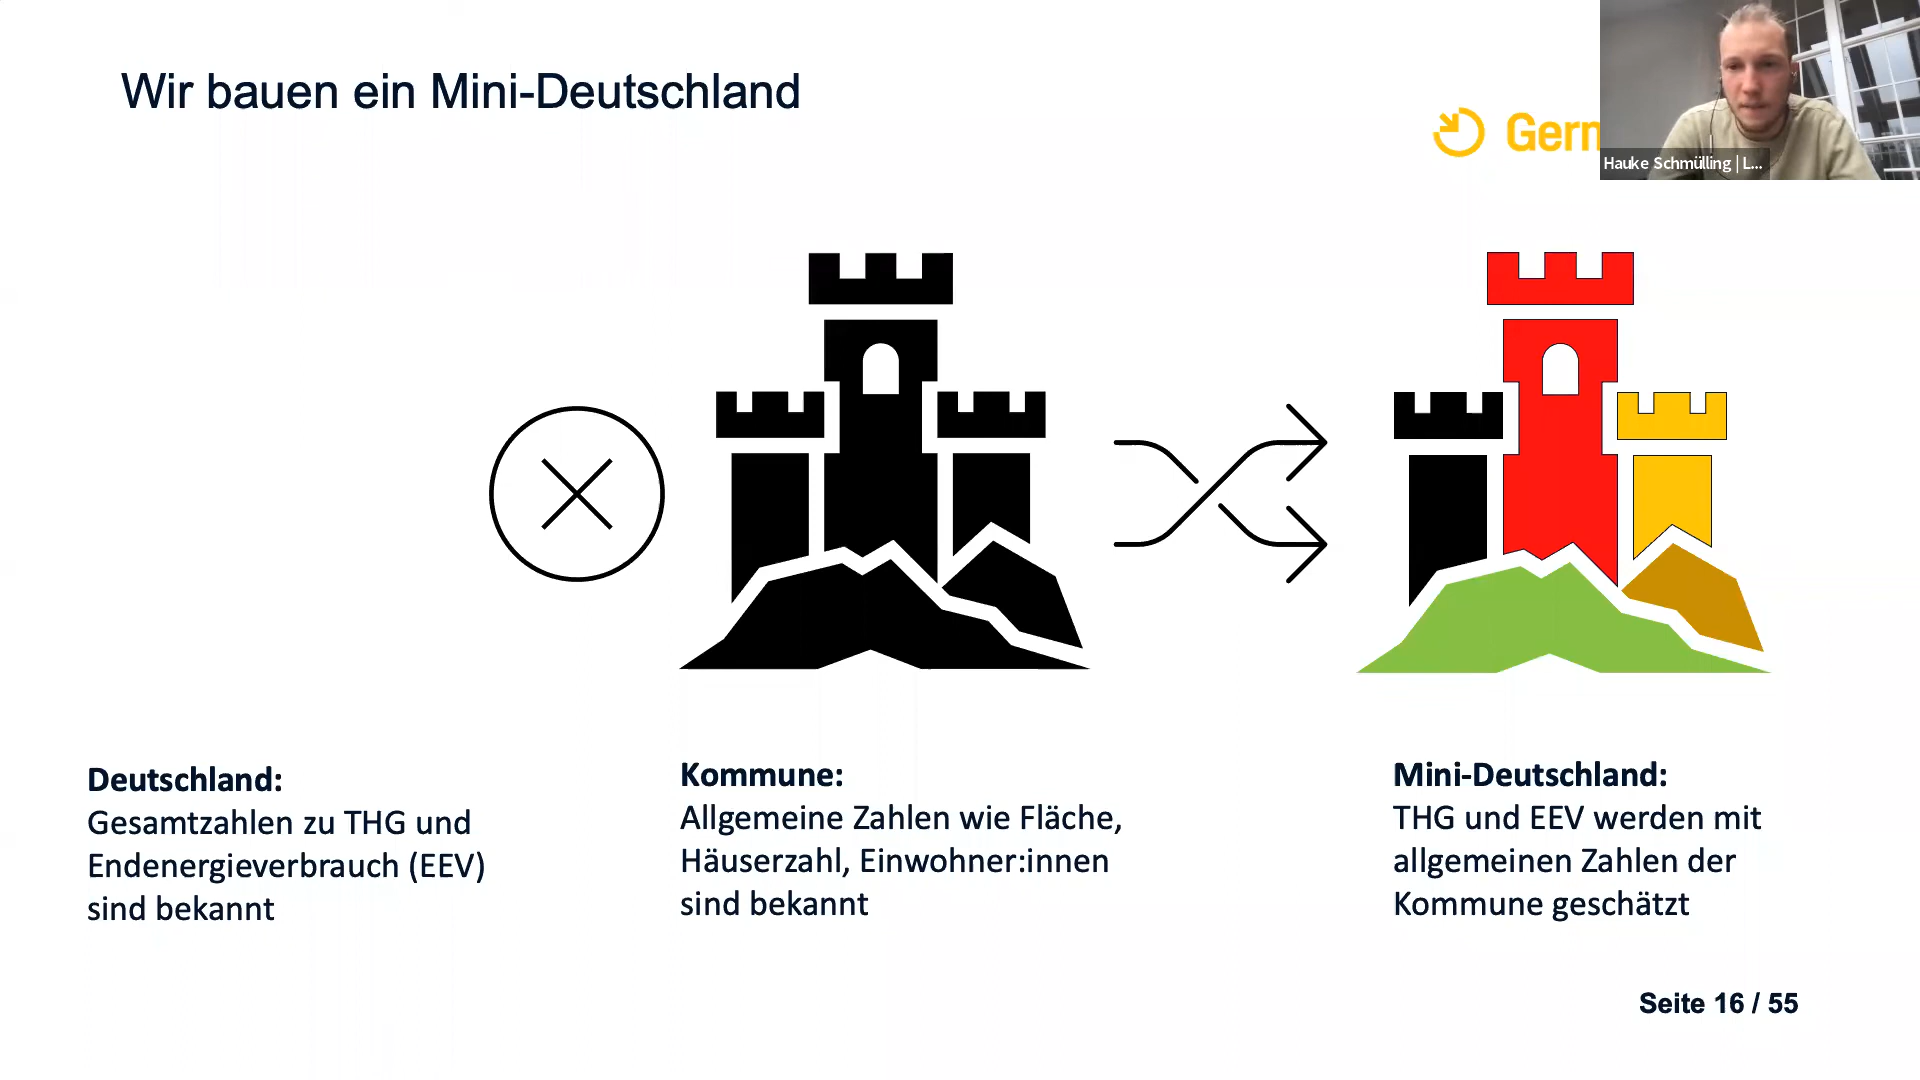 Wir bauen ein Mini-Deutschland
Hauke Schmülling | L...
Deutschland:
Gesamtzahlen zu THG und
Endenergieverbrauch (EEV)
sind bekannt
Kommune:
Allgemeine Zahlen wie Fläche,
Häuserzahl, Einwohner:innen
sind bekannt
Mini-Deutschland:
THG und EEV werden mit
allgemeinen Zahlen der
Kommune geschätzt
Seite 16 / 55